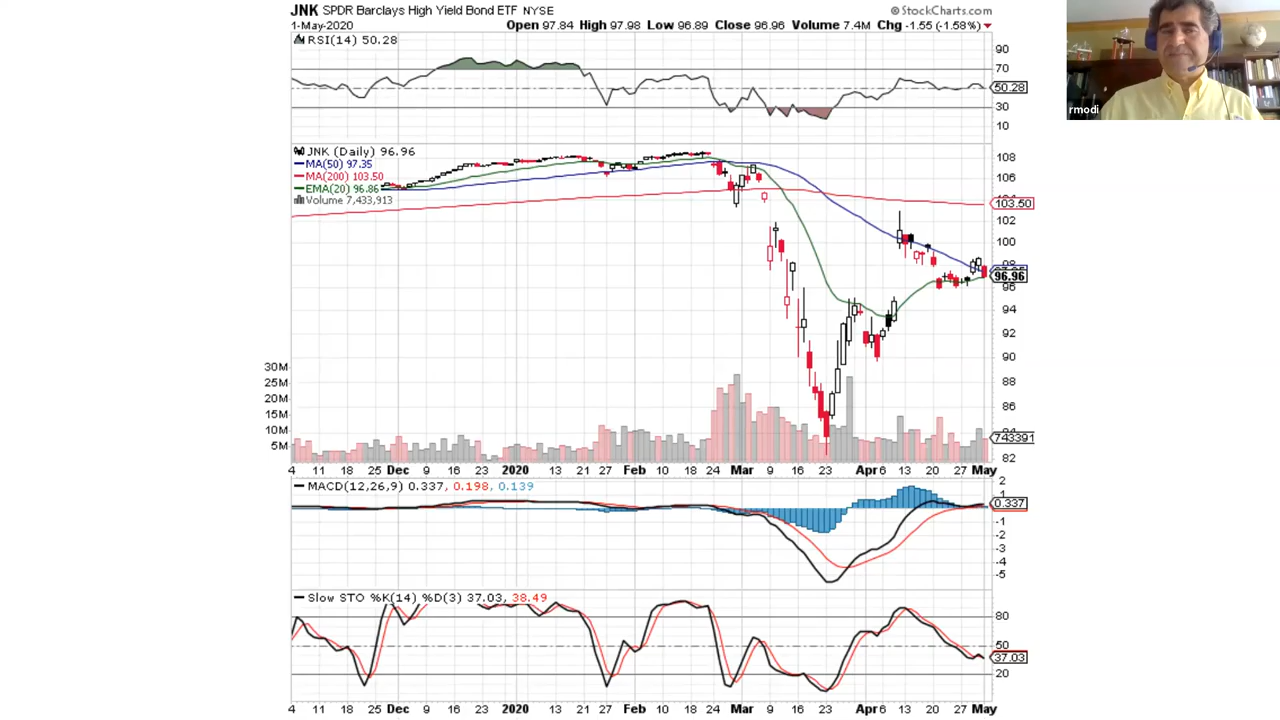 JNK SPDR Barclays High Yield Bond ETF NYSE
© StockCharts.com
1-May-2020
Open 97.84 High 97.98 Low 96.89 Close 96.96 Volume 7.4M Chg -1.55 (-1.58%)
RSI(14) 50.28
90
70
50.28
30
10
rmodi
JNK (Daily) 96.96
MA(50) 97.35
MA(200) 103.50
EMA(20) 96.86
Volume 7,433,913
108
106
103.50
102
100
98
96.96
96
94
92
90
88
86
84
82
30M
25M
20M
15M
10M
5M
743391
4 11 18 25 Dec 9 16 23 2020 13 21 27 Feb 10 18 24 Mar 9 16 23 Apr 6 13 20 27 May
MACD(12,26,9) 0.337, 0.198, 0.139
2
1
0.337
-1
-2
-3
-4
-5
Slow STO %K(14) %D(3) 37.03, 38.49
80
50
37.03
20
4 11 18 25 Dec 9 16 23 2020 13 21 27 Feb 10 18 24 Mar 9 16 23 Apr 6 13 20 27 May